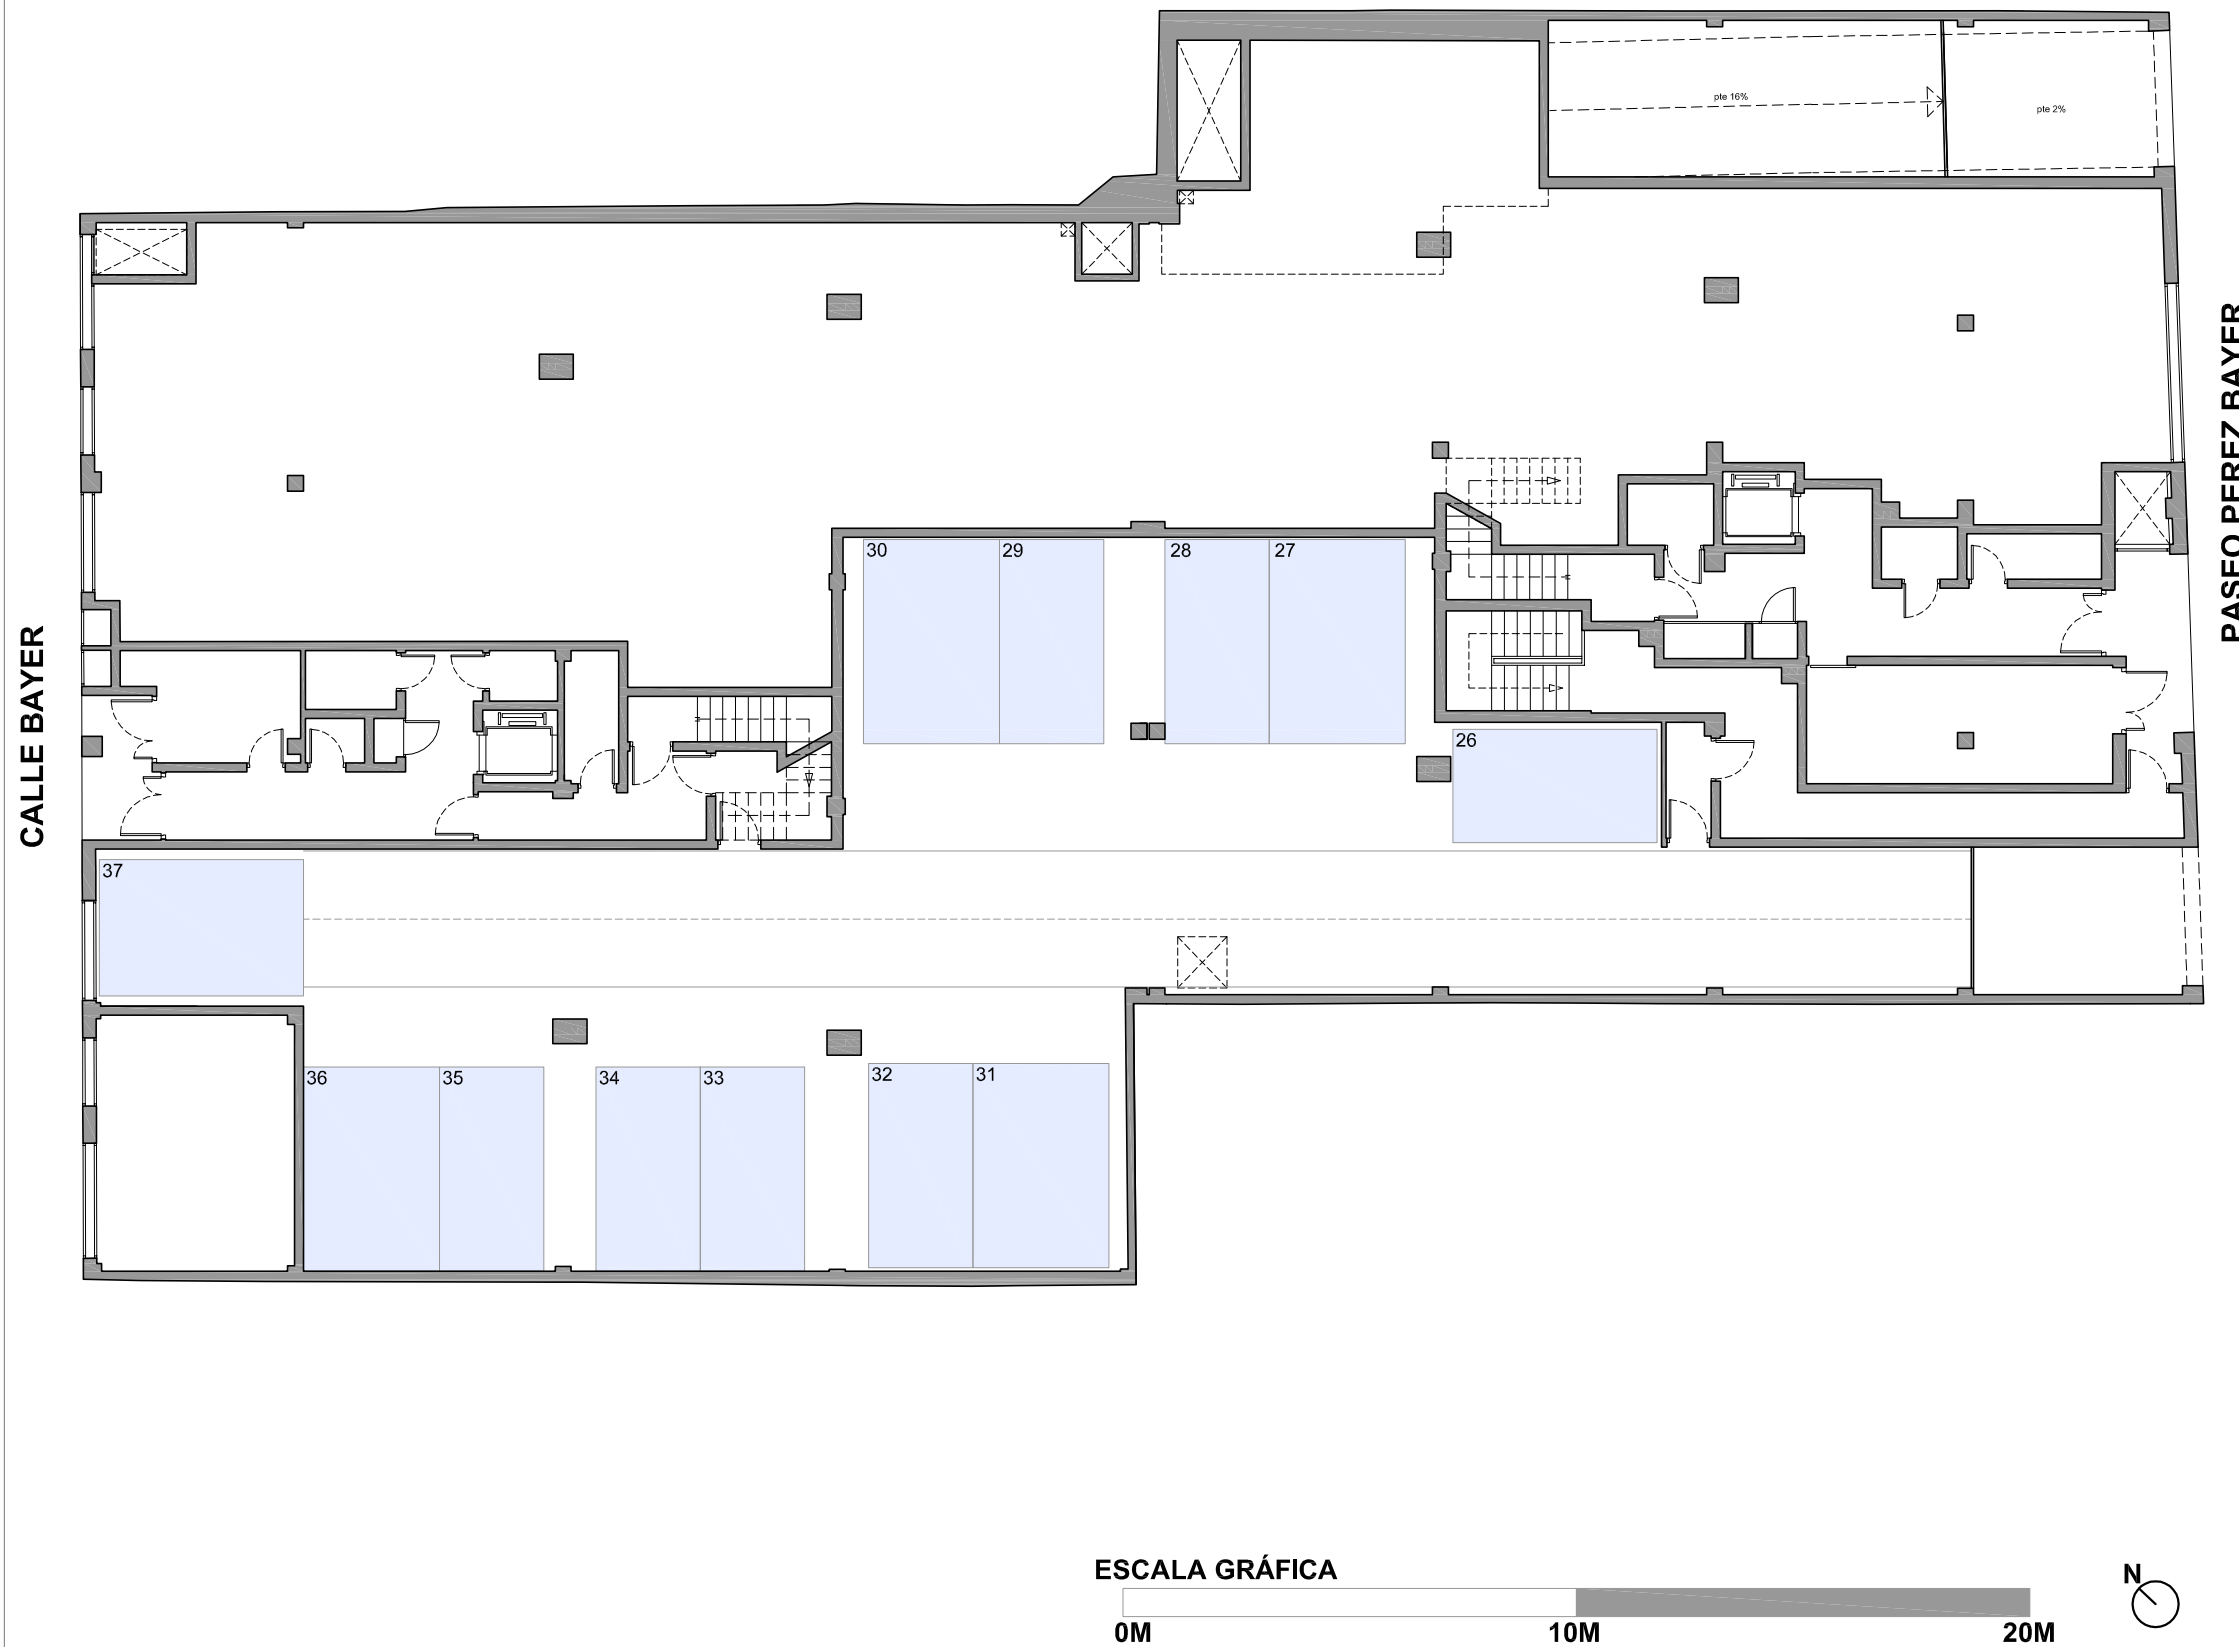 pte 16%
pte 2%
PASEO PEREZ BAYER
CALLE BAYER
30
29
28
27
26
37
36
35
34
33
32
31
ESCALA GRÁFICA
N
0M
10M
20M